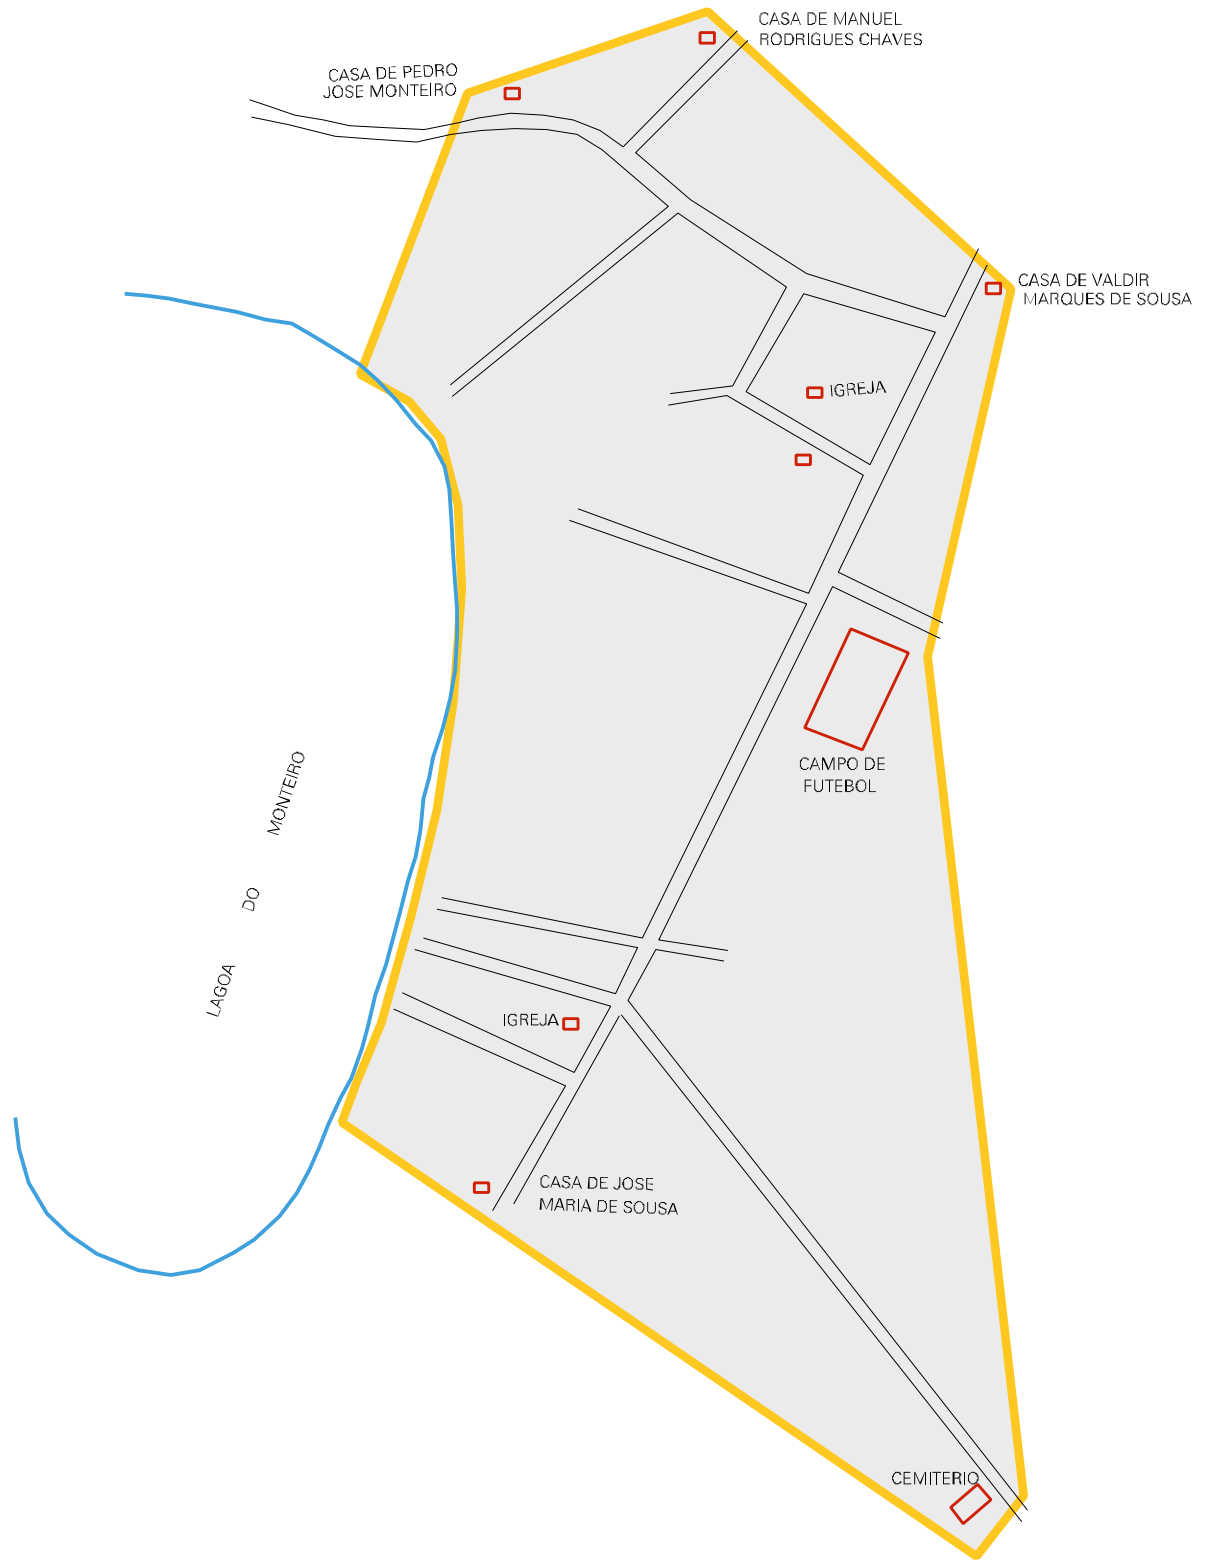 CASA DE MANUEL
RODRIGUES CHAVES
CASA DE PEDRO
JOSE MONTEIRO
CASA DE VALDIR
MARQUES DE SOUSA
IGREJA
CAMPO DE
FUTEBOL
LAGOA DO MONTEIRO
IGREJA
CASA DE JOSE
MARIA DE SOUSA
CEMITERIO